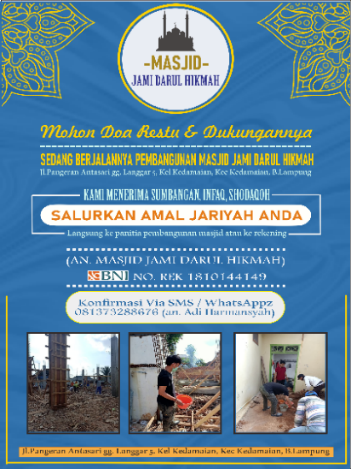 -MASJID-
JAMI DARUL HIKMAH
Mohon Doa Restu & Dukungannya
SEDANG BERJALANNYA PEMBANGUNAN MASJID JAMI DARUL HIKMAH
Jl.Pangeran Antasari gg. Langgar 5, Kel Kedamaian, Kec Kedamaian, B.Lampung
KAMI MENERIMA SUMBANGAN, INFAQ, SHODAQOH
SALURKAN AMAL JARIYAH ANDA
Langsung ke panitia pembangunan masjid atau ke rekening
(AN. MASJID JAMI DARUL HIKMAH)
BNI NO. REK 1810144149
Konfirmasi Via SMS / WhatsAppz
081373288676 (an. Adi Harmansyah)
Jl.Pangeran Antasari gg. Langgar 5, Kel Kedamaian, Kec Kedamaian, B.Lampung